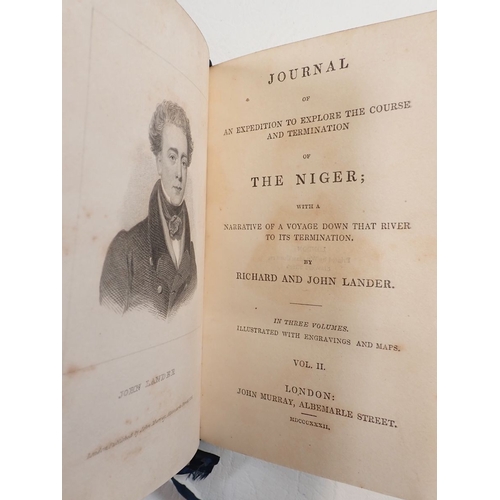 JOHN LANDER
JOURNAL
OF
AN EXPEDITION TO EXPLORE THE COURSE
AND TERMINATION
OF
THE NIGER;
WITH A
NARRATIVE OF A VOYAGE DOWN THAT RIVER
TO ITS TERMINATION.
BY
RICHARD AND JOHN LANDER.
IN THREE VOLUMES.
ILLUSTRATED WITH ENGRAVINGS AND MAPS.
VOL. II.
LONDON:
JOHN MURRAY, ALBEMARLE STREET.
MDCCCXXXII.